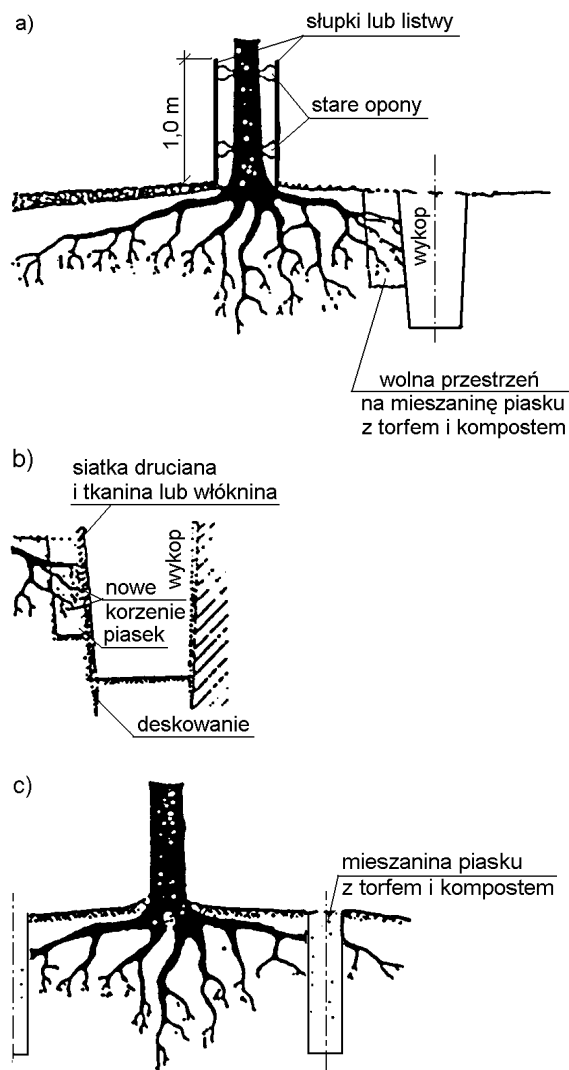 a)
słupki lub listwy
stare opony
1,0 m
wykop
wolna przestrzeń
na mieszaninę piasku
z torfem i kompostem
b)
siatka druciana
i tkanina lub włóknina
wykop
nowe
korzenie
piasek
deskowanie
c)
mieszanina piasku
z torfem i kompostem